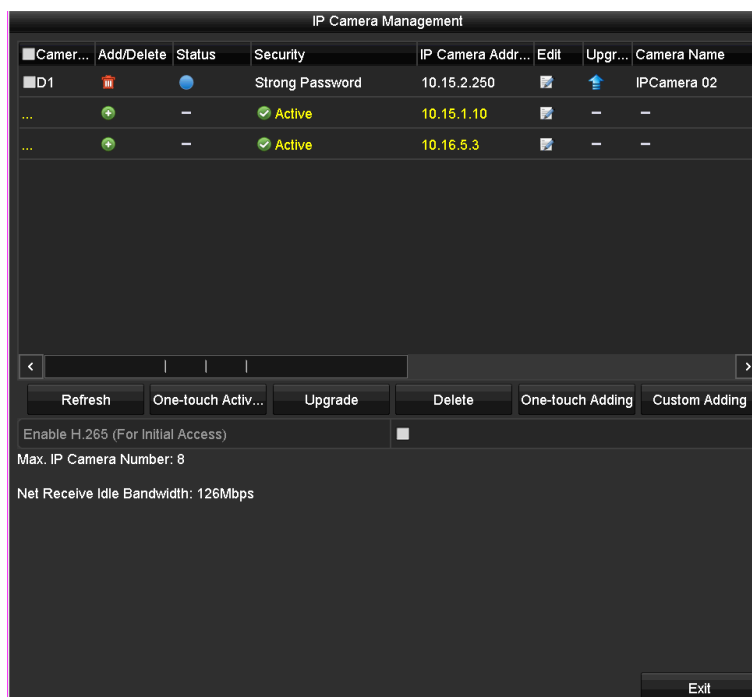 IP Camera Management
Camer... Add/Delete Status Security IP Camera Addr... Edit Upgr... Camera Name
D1 Strong Password 10.15.2.250 IPCamera 02
... – Active 10.15.1.10 – –
... – Active 10.16.5.3 – –
Refresh One-touch Activ... Upgrade Delete One-touch Adding Custom Adding
Enable H.265 (For Initial Access)
Max. IP Camera Number: 8
Net Receive Idle Bandwidth: 126Mbps
Exit